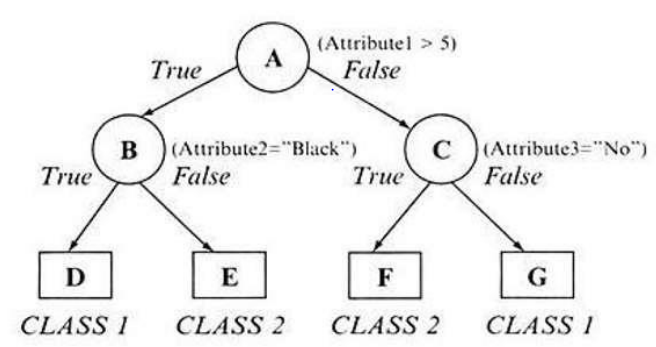 A (Attribute1 > 5)
True False
B (Attribute2="Black") C (Attribute3="No")
True False True False
D E F G
CLASS 1 CLASS 2 CLASS 2 CLASS 1